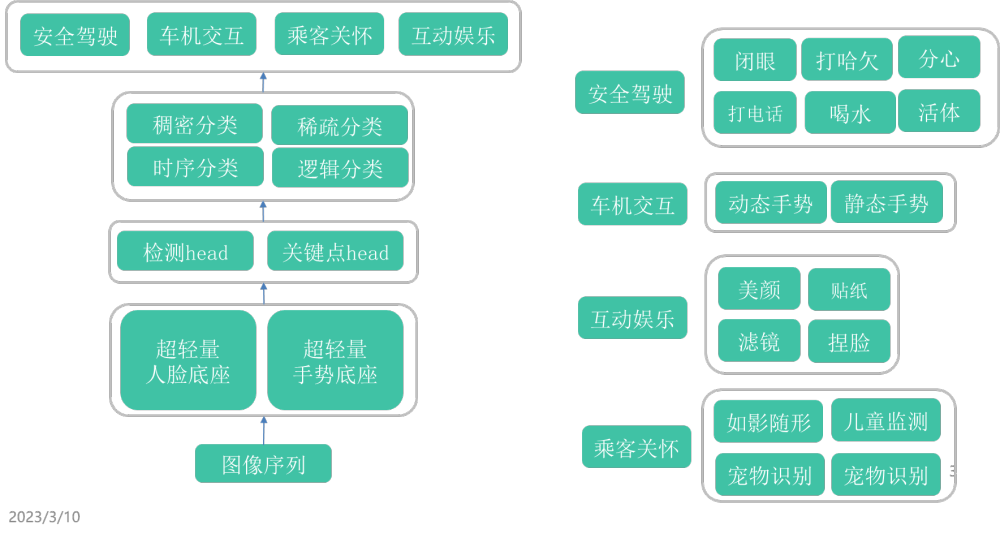 安全驾驶
车机交互
乘客关怀
互动娱乐
稠密分类
稀疏分类
时序分类
逻辑分类
检测head
关键点head
超轻量
人脸底座
超轻量
手势底座
图像序列
安全驾驶
闭眼
打哈欠
分心
打电话
喝水
活体
车机交互
动态手势
静态手势
互动娱乐
美颜
贴纸
滤镜
捏脸
乘客关怀
如影随形
儿童监测
宠物识别
宠物识别
2023/3/10